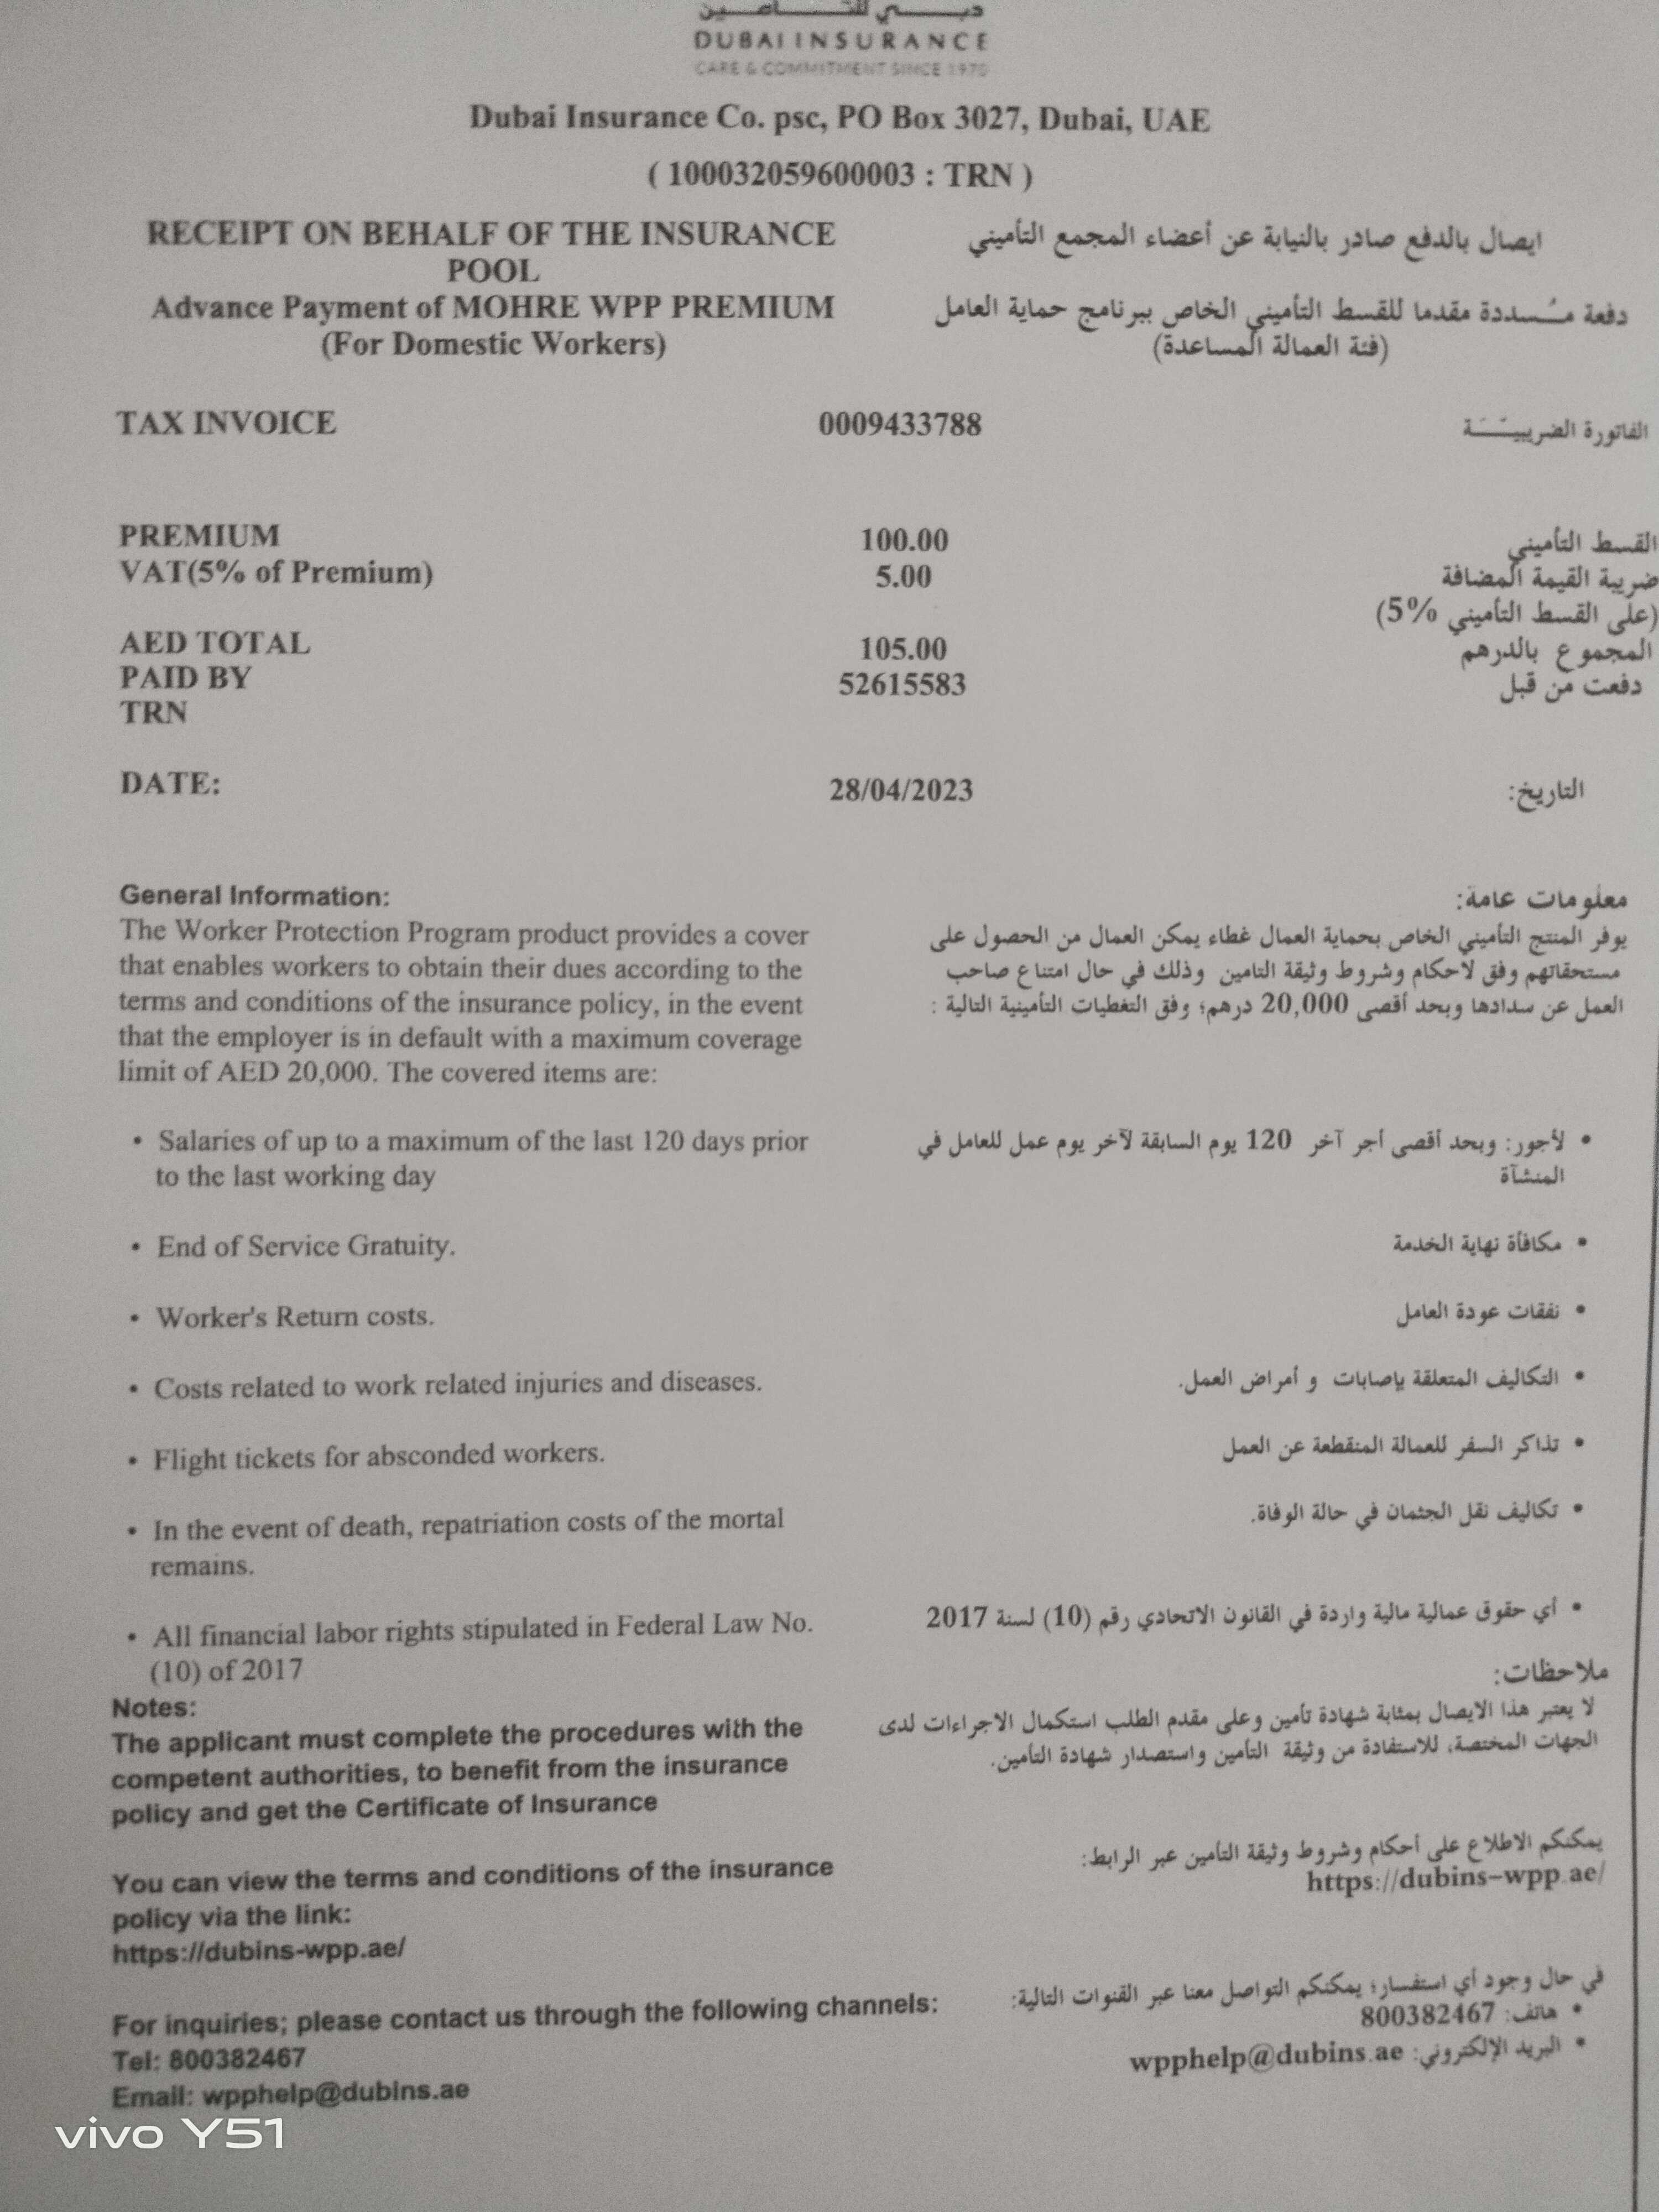 دبـــي للتـــأمـين
DUBAI INSURANCE
CARE & COMMITMENT SINCE 1970
Dubai Insurance Co. psc, PO Box 3027, Dubai, UAE
( 100032059600003 : TRN )
RECEIPT ON BEHALF OF THE INSURANCE
POOL
Advance Payment of MOHRE WPP PREMIUM
(For Domestic Workers)
ايصال بالدفع صادر بالنيابة عن أعضاء المجمع التأميني
دفعة مـُـسددة مقدما للقسط التأميني الخاص ببرنامج حماية العامل
(فئة العمالة المساعدة)
TAX INVOICE 0009433788 الفاتورة الضريبيـَـَـة
PREMIUM 100.00 القسط التأميني
VAT(5% of Premium) 5.00 ضريبة القيمة المضافة
(على القسط التأميني 5%)
AED TOTAL 105.00 المجموع بالدرهم
PAID BY 52615583 دفعت من قبل
TRN
DATE: 28/04/2023 التاريخ:
General Information:
The Worker Protection Program product provides a cover
that enables workers to obtain their dues according to the
terms and conditions of the insurance policy, in the event
that the employer is in default with a maximum coverage
limit of AED 20,000. The covered items are:
• Salaries of up to a maximum of the last 120 days prior
to the last working day
• End of Service Gratuity.
• Worker's Return costs.
• Costs related to work related injuries and diseases.
• Flight tickets for absconded workers.
• In the event of death, repatriation costs of the mortal
remains.
• All financial labor rights stipulated in Federal Law No.
(10) of 2017
Notes:
The applicant must complete the procedures with the
competent authorities, to benefit from the insurance
policy and get the Certificate of Insurance
You can view the terms and conditions of the insurance
policy via the link:
https://dubins-wpp.ae/
For inquiries; please contact us through the following channels:
Tel: 800382467
Email: wpphelp@dubins.ae
معلومات عامة:
يوفر المنتج التأميني الخاص بحماية العمال غطاء يمكن العمال من الحصول على
مستحقاتهم وفق لاحكام وشروط وثيقة التامين وذلك في حال امتناع صاحب
العمل عن سدادها وبحد أقصى 20,000 درهم؛ وفق التغطيات التأمينية التالية :
• لأجور: وبحد أقصى أجر آخر 120 يوم السابقة لآخر يوم عمل للعامل في
المنشآة
• مكافأة نهاية الخدمة
• نفقات عودة العامل
• التكاليف المتعلقة بإصابات و أمراض العمل.
• تذاكر السفر للعمالة المنقطعة عن العمل
• تكاليف نقل الجثمان في حالة الوفاة.
• أي حقوق عمالية مالية واردة في القانون الاتحادي رقم (10) لسنة 2017
ملاحظات:
لا يعتبر هذا الايصال بمثابة شهادة تأمين وعلى مقدم الطلب استكمال الاجراءات لدى
الجهات المختصة، للاستفادة من وثيقة التأمين واستصدار شهادة التأمين.
يمكنكم الاطلاع على أحكام وشروط وثيقة التأمين عبر الرابط:
https://dubins-wpp.ae/
في حال وجود أي استفسار؛ يمكنكم التواصل معنا عبر القنوات التالية:
• هاتف: 800382467
• البريد الإلكتروني: wpphelp@dubins.ae
vivo Y51